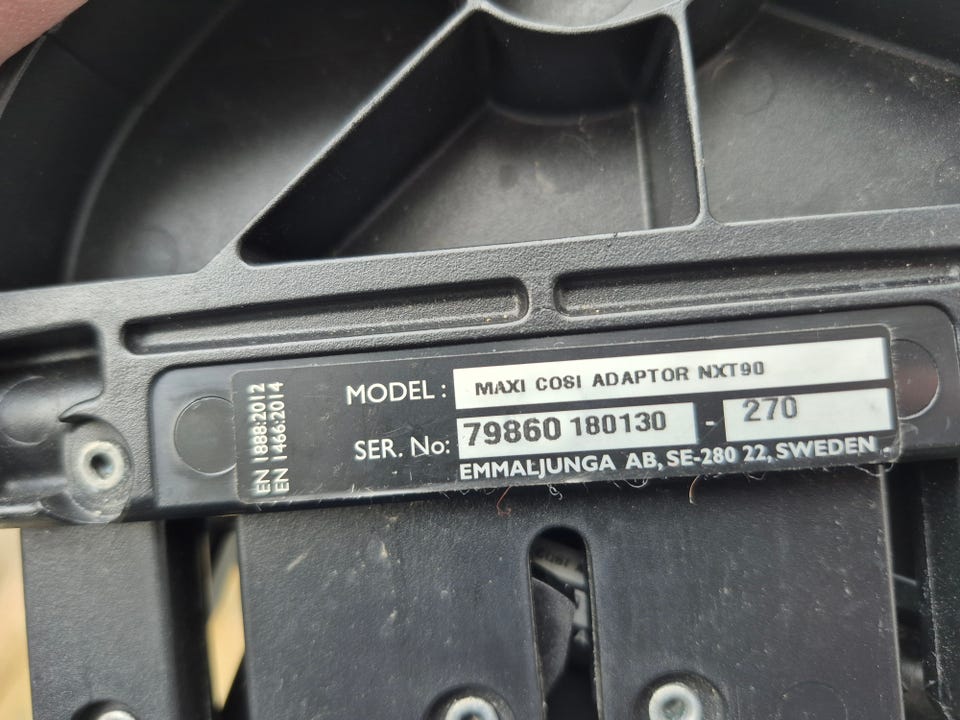 EN 1888:2012
EN 1466:2014
MODEL : MAXI COSI ADAPTOR NXT90
SER. No: 79860 180130 - 270
EMMALJUNGA AB, SE-280 22, SWEDEN